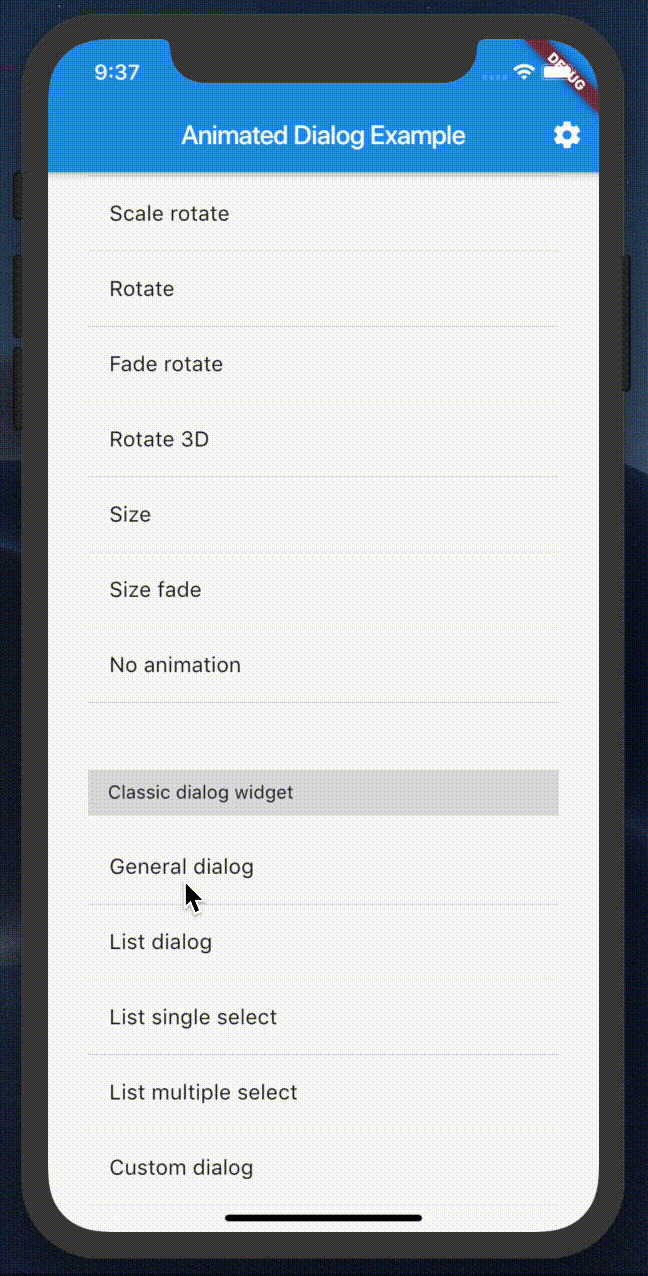 9:37
DEBUG
Animated Dialog Example
Scale rotate
Rotate
Fade rotate
Rotate 3D
Size
Size fade
No animation
Classic dialog widget
General dialog
List dialog
List single select
List multiple select
Custom dialog